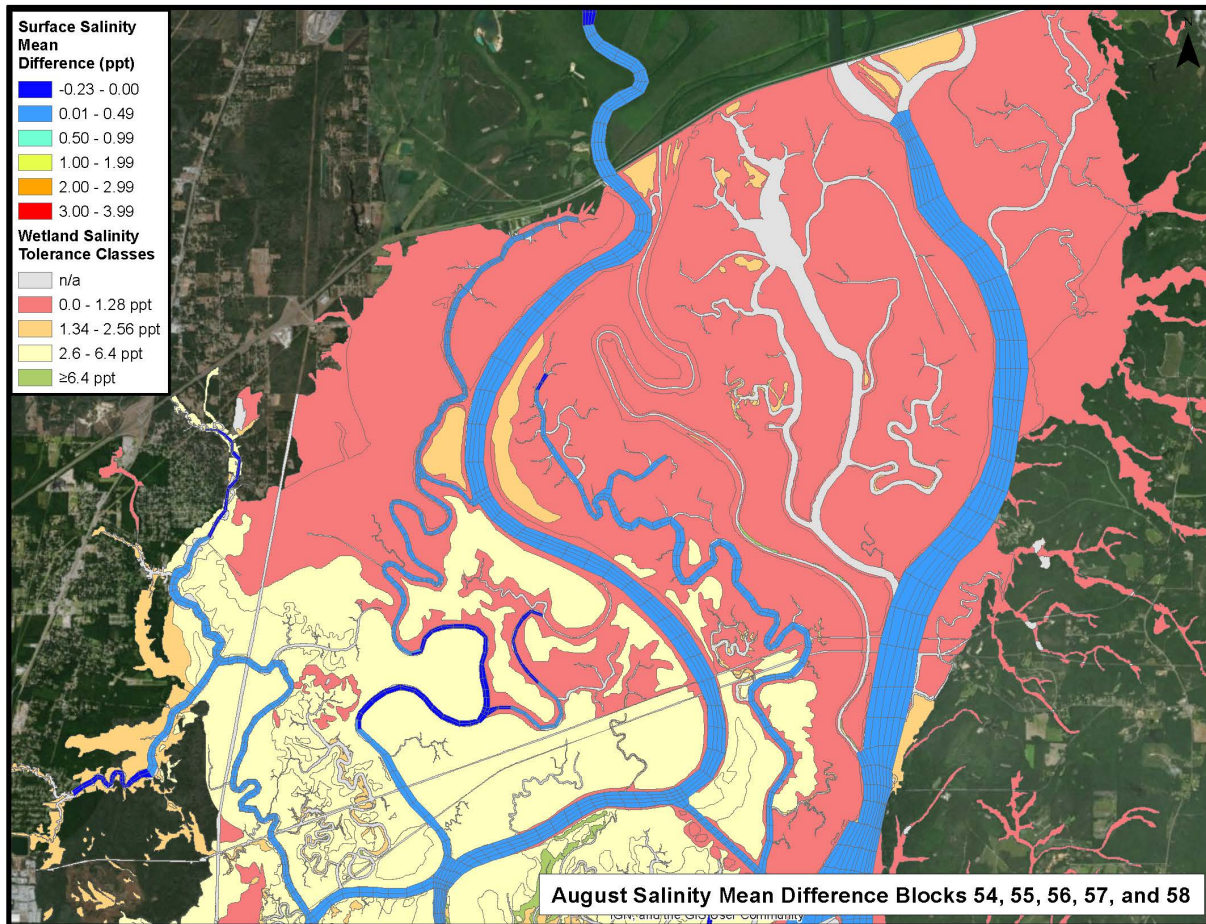 Surface Salinity
Mean
Difference (ppt)
-0.23 - 0.00
0.01 - 0.49
0.50 - 0.99
1.00 - 1.99
2.00 - 2.99
3.00 - 3.99
Wetland Salinity
Tolerance Classes
n/a
0.0 - 1.28 ppt
1.34 - 2.56 ppt
2.6 - 6.4 ppt
≥6.4 ppt
August Salinity Mean Difference Blocks 54, 55, 56, 57, and 58
IGN, and the GIS User Community